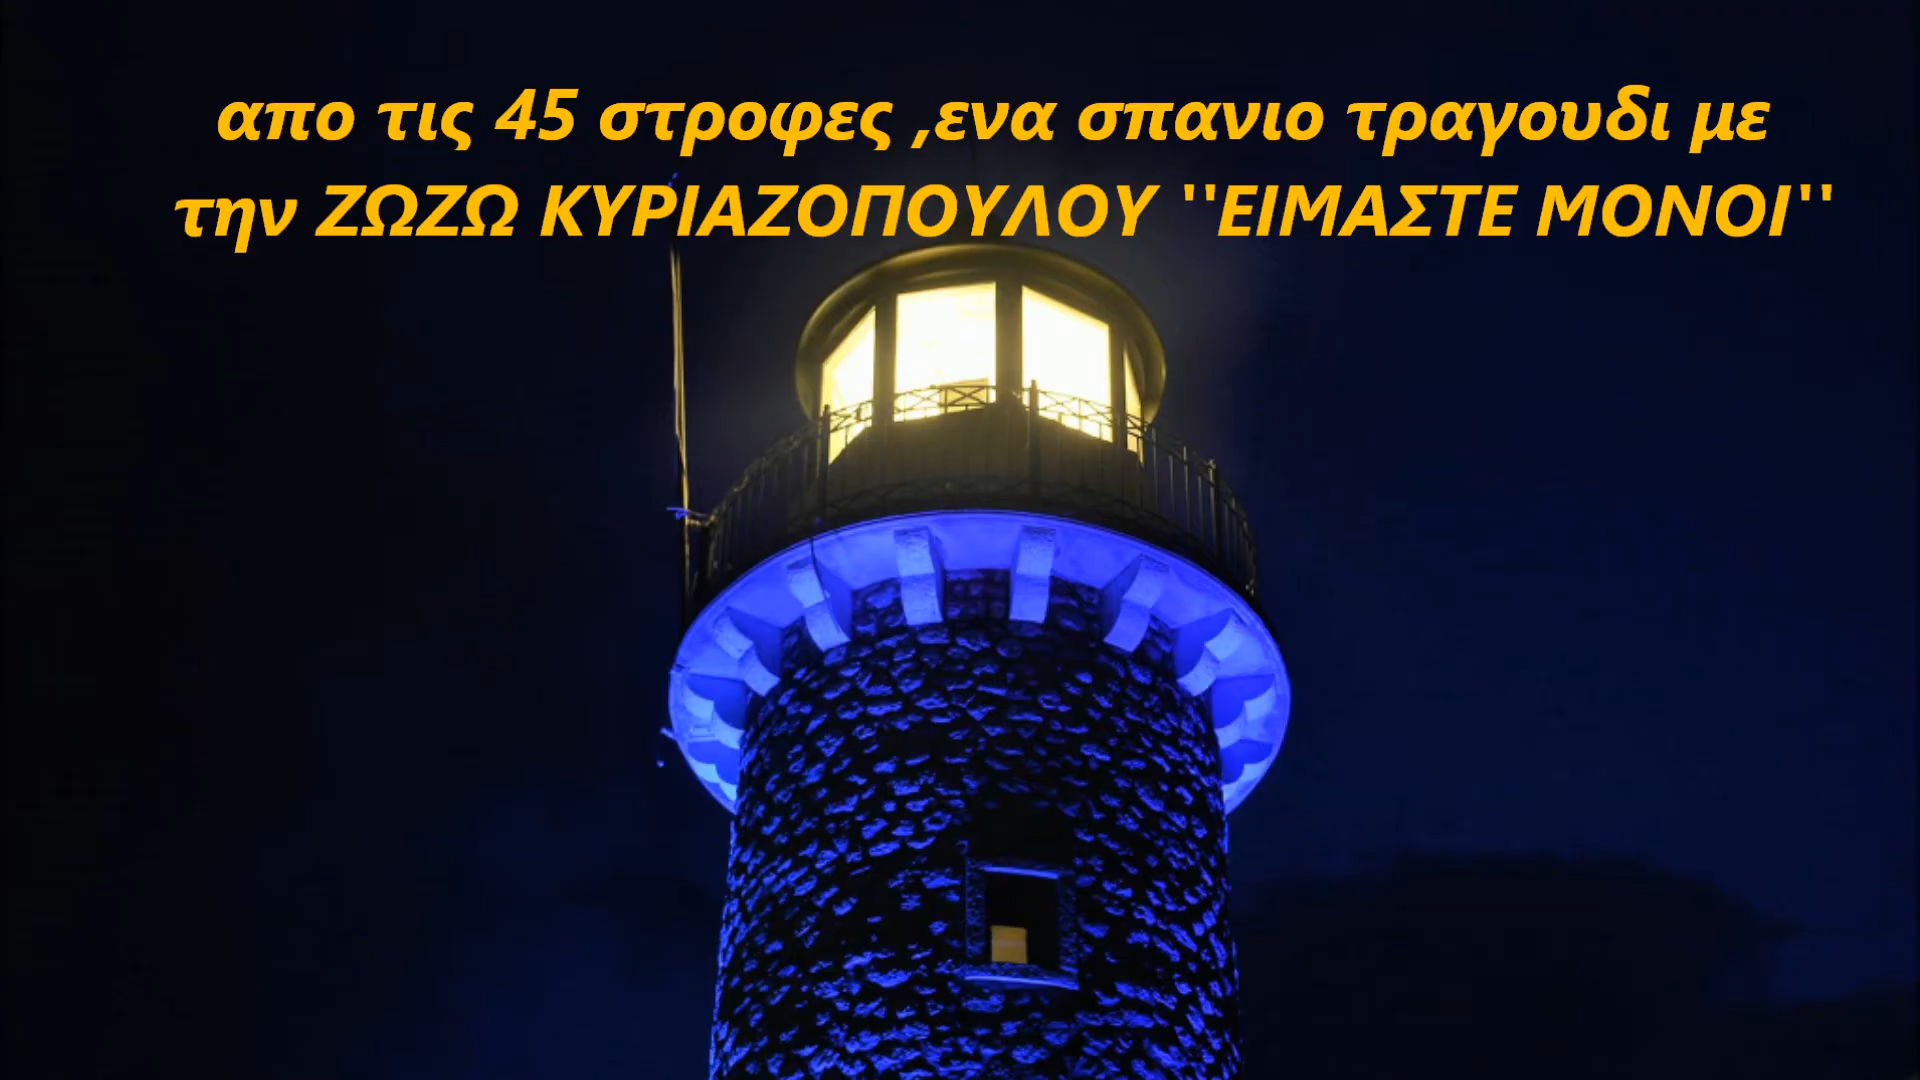 απο τις 45 στροφες ,ενα σπανιο τραγουδι με
την ΖΩΖΩ ΚΥΡΙΑΖΟΠΟΥΛΟΥ ''ΕΙΜΑΣΤΕ ΜΟΝΟΙ''